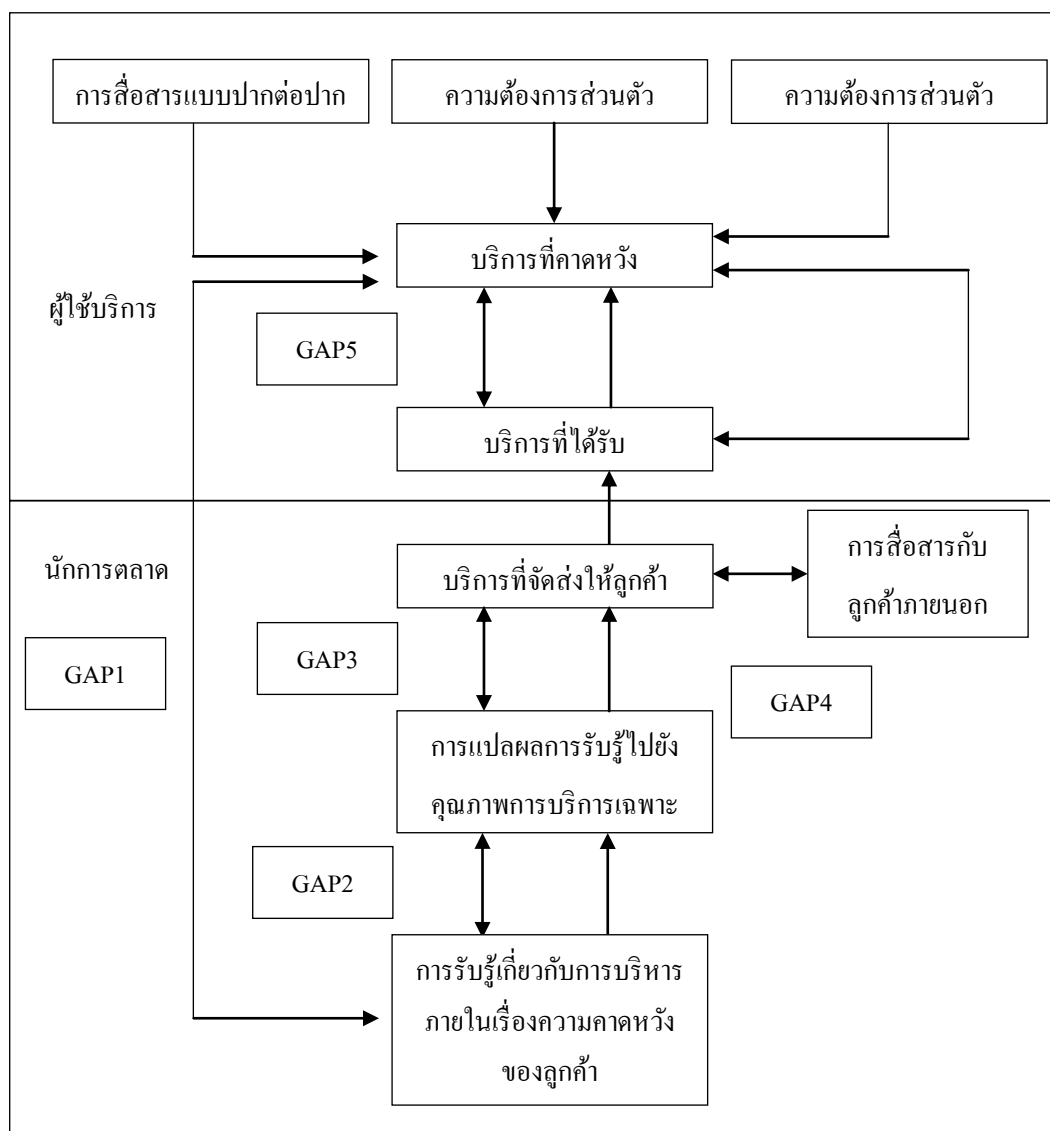 การสื่อสารแบบปากต่อปาก
ความต้องการส่วนตัว
ความต้องการส่วนตัว
บริการที่คาดหวัง
ผู้ใช้บริการ
GAP5
บริการที่ได้รับ
นักการตลาด
บริการที่จัดส่งให้ลูกค้า
การสื่อสารกับ
ลูกค้าภายนอก
GAP1
GAP3
GAP4
การแปลผลการรับรู้ไปยัง
คุณภาพการบริการเฉพาะ
GAP2
การรับรู้เกี่ยวกับการบริหาร
ภายในเรื่องความคาดหวัง
ของลูกค้า